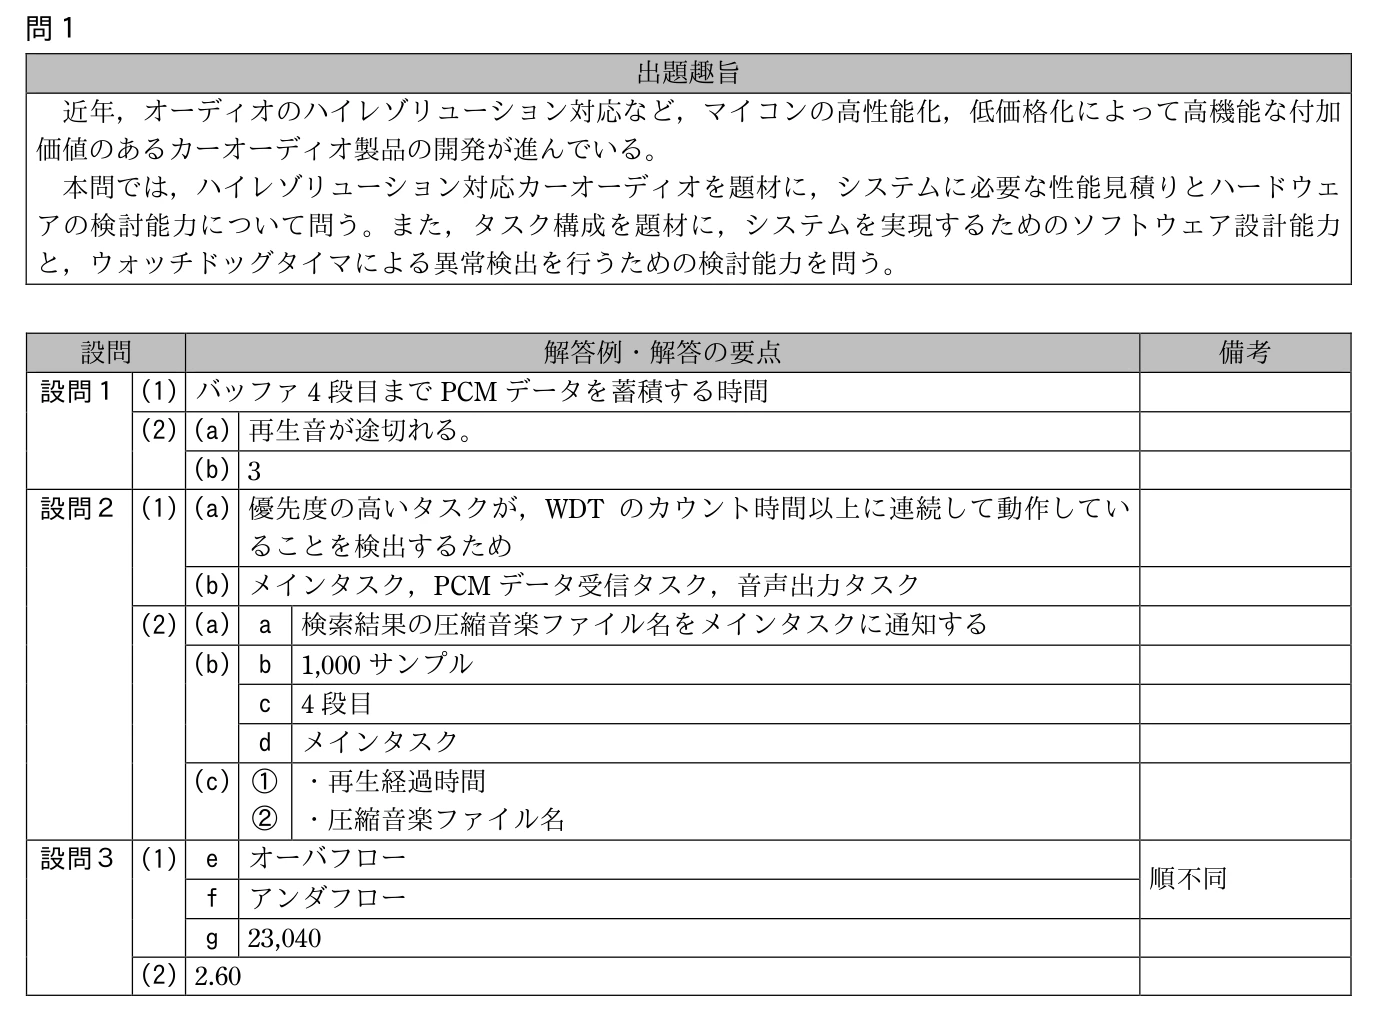 問1
出題趣旨
近年，オーディオのハイレゾリューション対応など，マイコンの高性能化，低価格化によって高機能な付加
価値のあるカーオーディオ製品の開発が進んでいる。
本問では，ハイレゾリューション対応カーオーディオを題材に，システムに必要な性能見積りとハードウェ
アの検討能力について問う。また，タスク構成を題材に，システムを実現するためのソフトウェア設計能力
と，ウォッチドッグタイマによる異常検出を行うための検討能力を問う。
設問 解答例・解答の要点 備考
設問1 (1) バッファ 4 段目まで PCM データを蓄積する時間
(2) (a) 再生音が途切れる。
(b) 3
設問2 (1) (a) 優先度の高いタスクが，WDT のカウント時間以上に連続して動作してい
ることを検出するため
(b) メインタスク，PCM データ受信タスク，音声出力タスク
(2) (a) a 検索結果の圧縮音楽ファイル名をメインタスクに通知する
(b) b 1,000 サンプル
c 4 段目
d メインタスク
(c) ① ・再生経過時間
② ・圧縮音楽ファイル名
設問3 (1) e オーバフロー
順不同
f アンダフロー
g 23,040
(2) 2.60